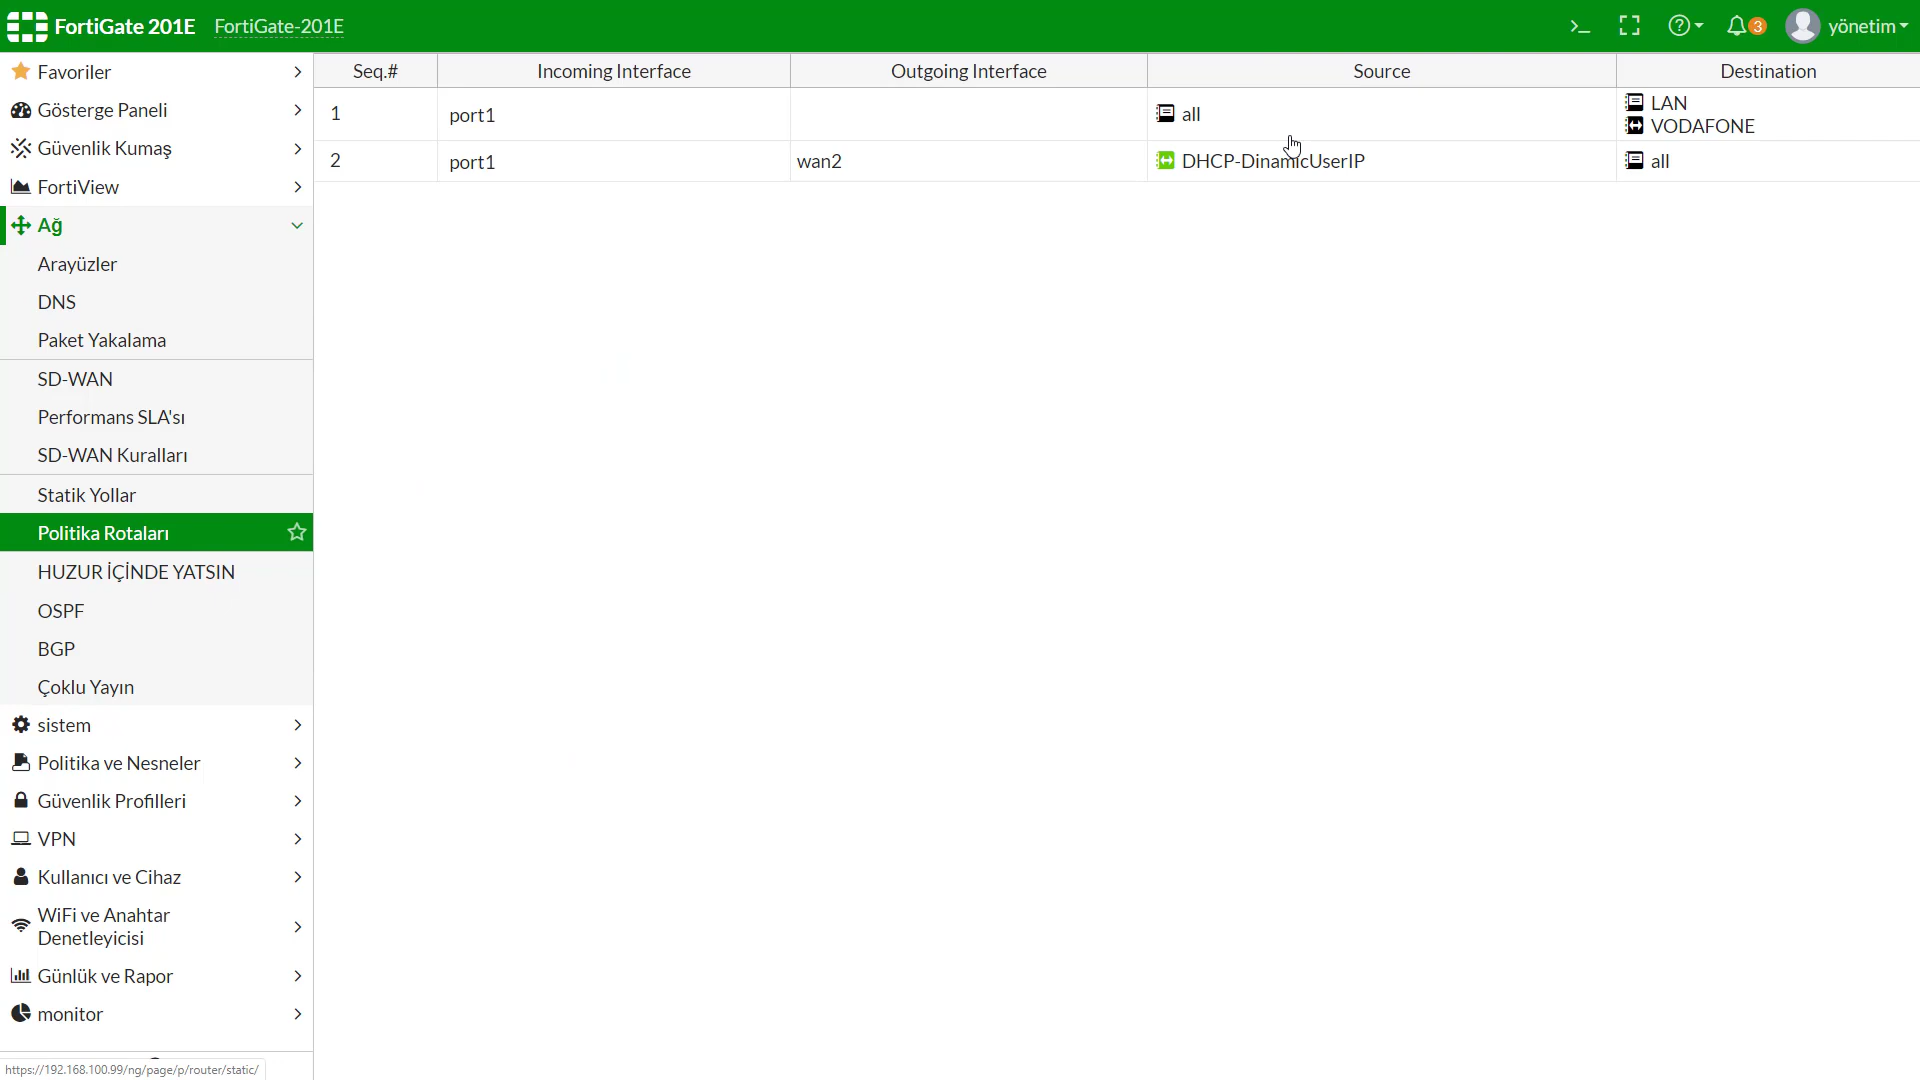 FortiGate 201E FortiGate-201E
3
yönetim
Favoriler
Gösterge Paneli
Güvenlik Kumaş
FortiView
Ağ
Arayüzler
DNS
Paket Yakalama
SD-WAN
Performans SLA'sı
SD-WAN Kuralları
Statik Yollar
Politika Rotaları
HUZUR İÇİNDE YATSIN
OSPF
BGP
Çoklu Yayın
sistem
Politika ve Nesneler
Güvenlik Profilleri
VPN
Kullanıcı ve Cihaz
WiFi ve Anahtar
Denetleyicisi
Günlük ve Rapor
monitor
https://192.168.100.99/ng/page/p/router/static/
Seq.# Incoming Interface Outgoing Interface Source Destination
1 port1 all LAN
VODAFONE
2 port1 wan2 DHCP-DinamicUserIP all